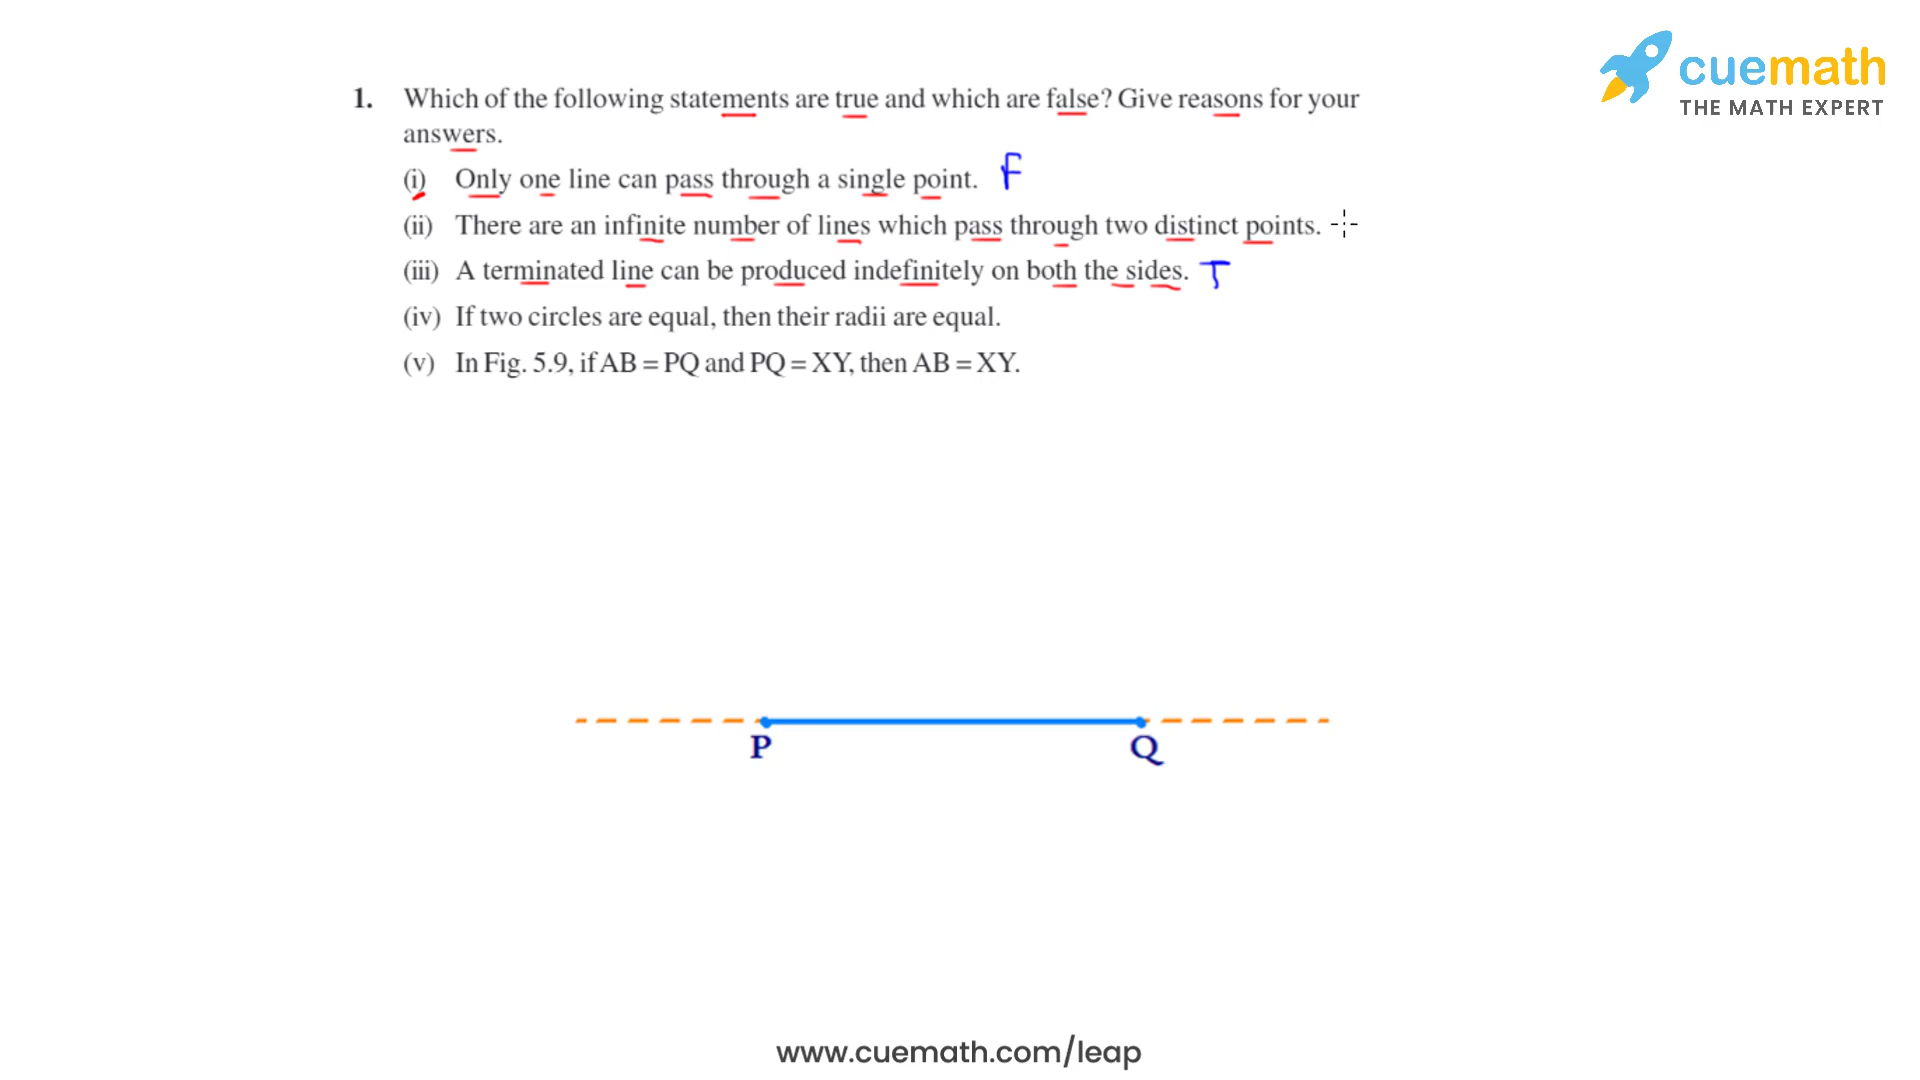 cuemath
THE MATH EXPERT
1. Which of the following statements are true and which are false? Give reasons for your
answers.
(i) Only one line can pass through a single point. F
(ii) There are an infinite number of lines which pass through two distinct points.
(iii) A terminated line can be produced indefinitely on both the sides. T
(iv) If two circles are equal, then their radii are equal.
(v) In Fig. 5.9, if AB = PQ and PQ = XY, then AB = XY.
P Q
www.cuemath.com/leap